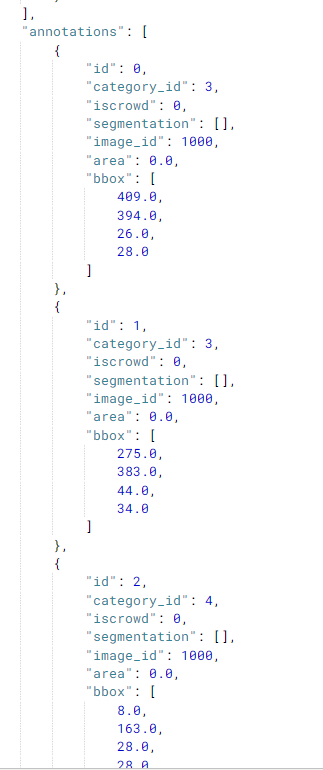 ],
"annotations": [
{
"id": 0,
"category_id": 3,
"iscrowd": 0,
"segmentation": [],
"image_id": 1000,
"area": 0.0,
"bbox": [
409.0,
394.0,
26.0,
28.0
]
},
{
"id": 1,
"category_id": 3,
"iscrowd": 0,
"segmentation": [],
"image_id": 1000,
"area": 0.0,
"bbox": [
275.0,
383.0,
44.0,
34.0
]
},
{
"id": 2,
"category_id": 4,
"iscrowd": 0,
"segmentation": [],
"image_id": 1000,
"area": 0.0,
"bbox": [
8.0,
163.0,
28.0,
28.0